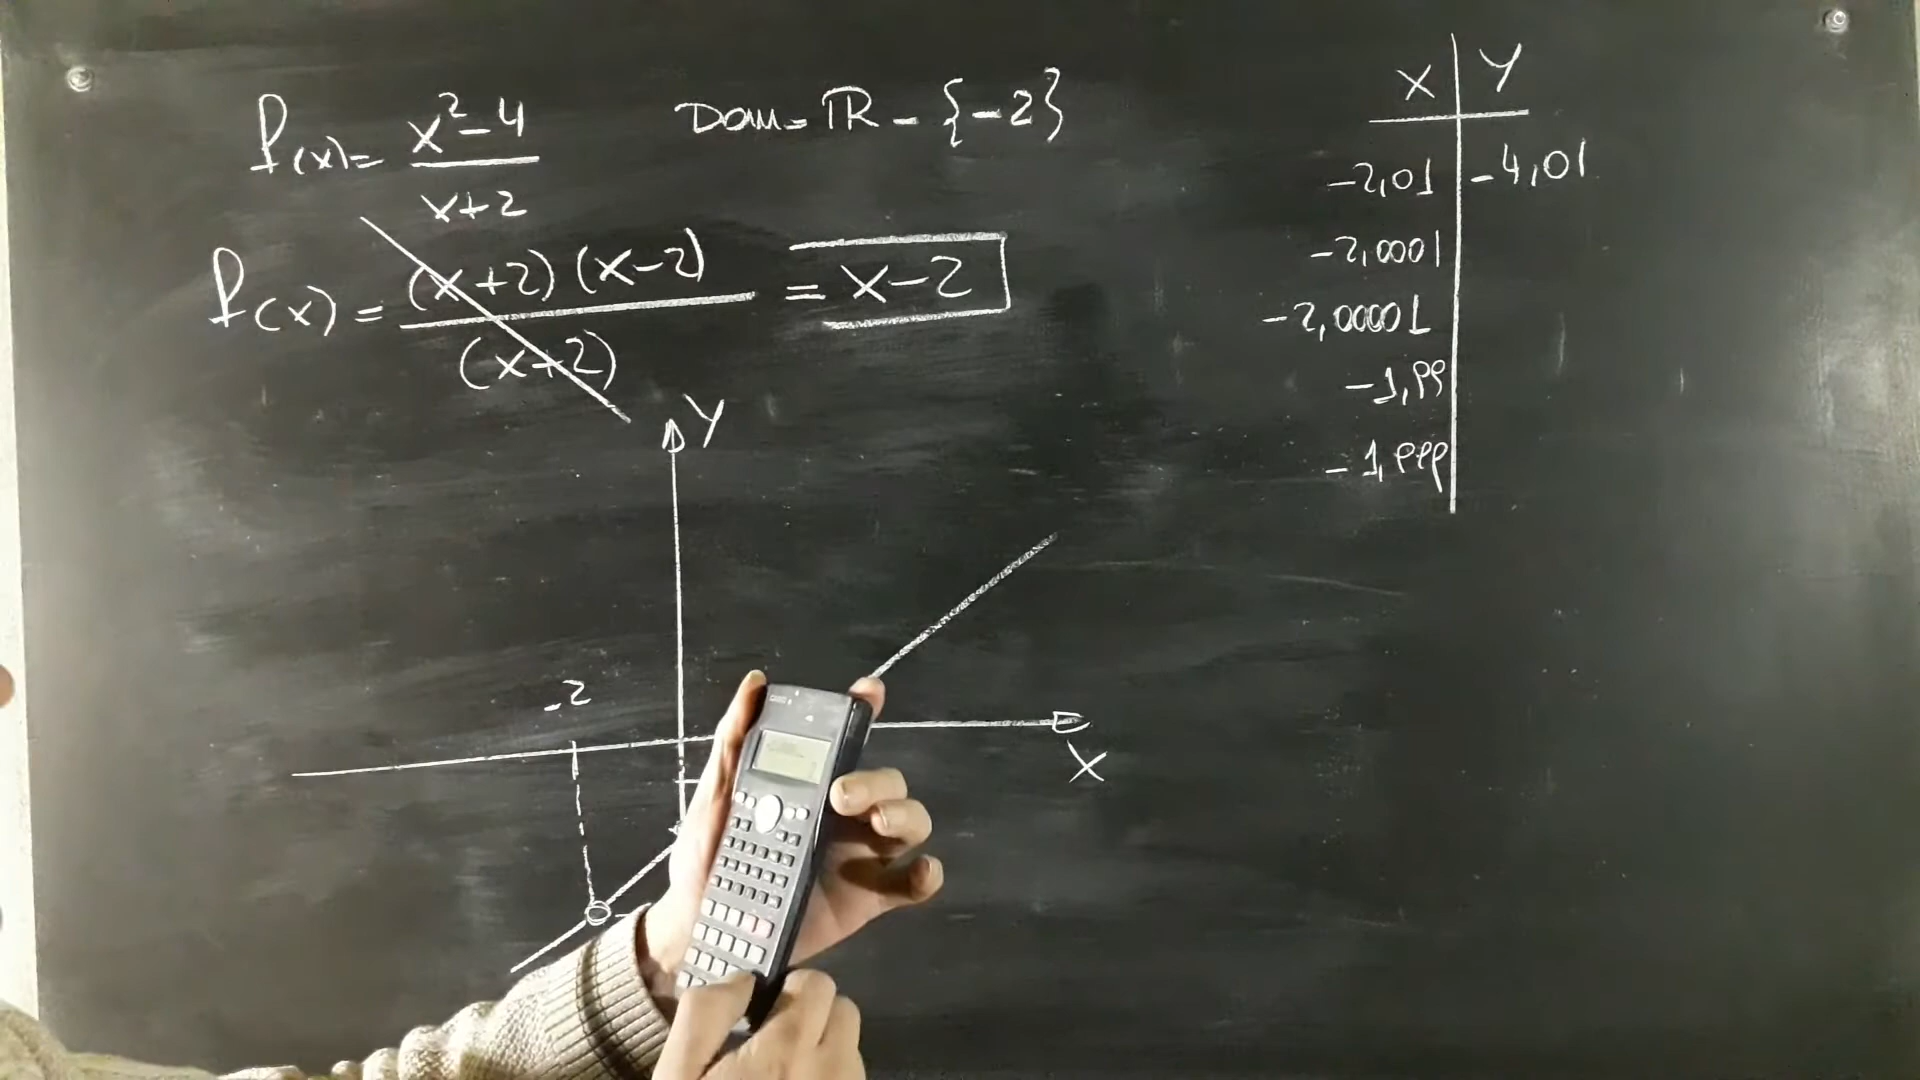 f(x)= x²-4 / x+2
Dom= ℝ - {-2}
f(x) = (x+2) (x-2) / (x+2) = x-2
Y
-2
X
X Y
-2,01 -4,01
-2,0001
-2,00001
-1,99
-1,999